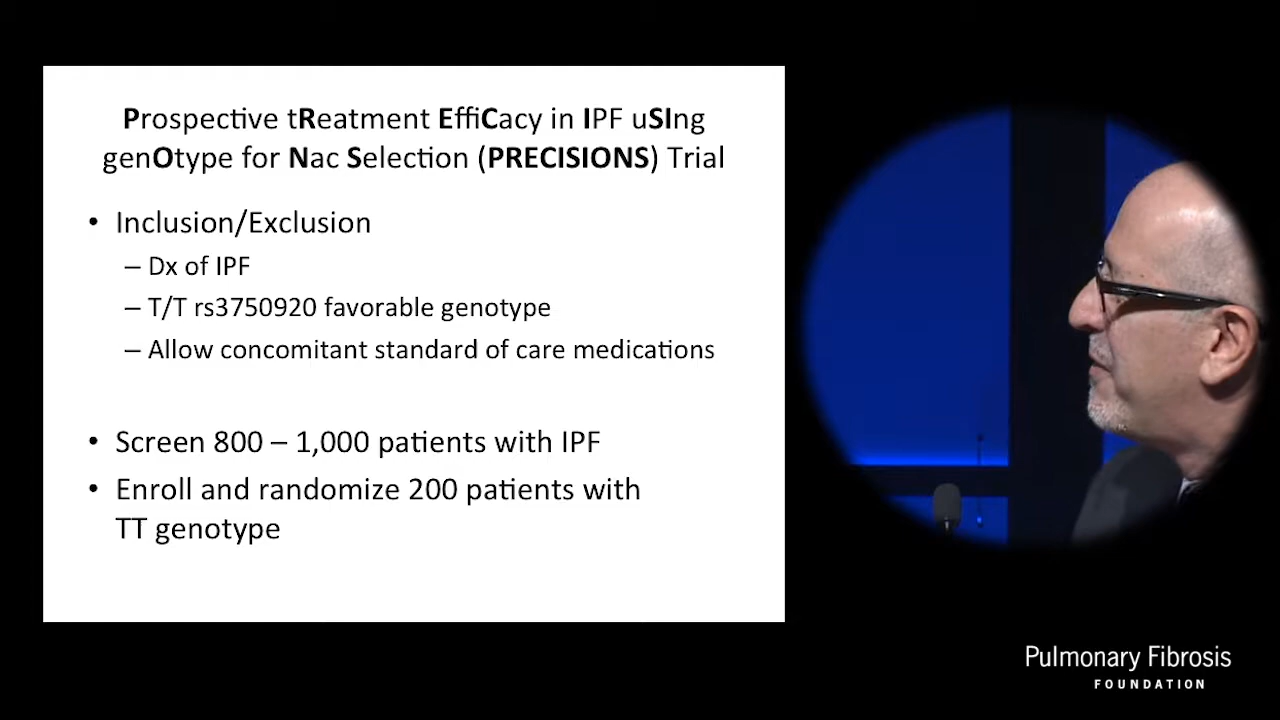 Prospective tReatment EffiCacy in IPF uSIng
genOtype for Nac Selection (PRECISIONS) Trial
• Inclusion/Exclusion
– Dx of IPF
– T/T rs3750920 favorable genotype
– Allow concomitant standard of care medications
• Screen 800 – 1,000 patients with IPF
• Enroll and randomize 200 patients with
TT genotype
Pulmonary Fibrosis
FOUNDATION